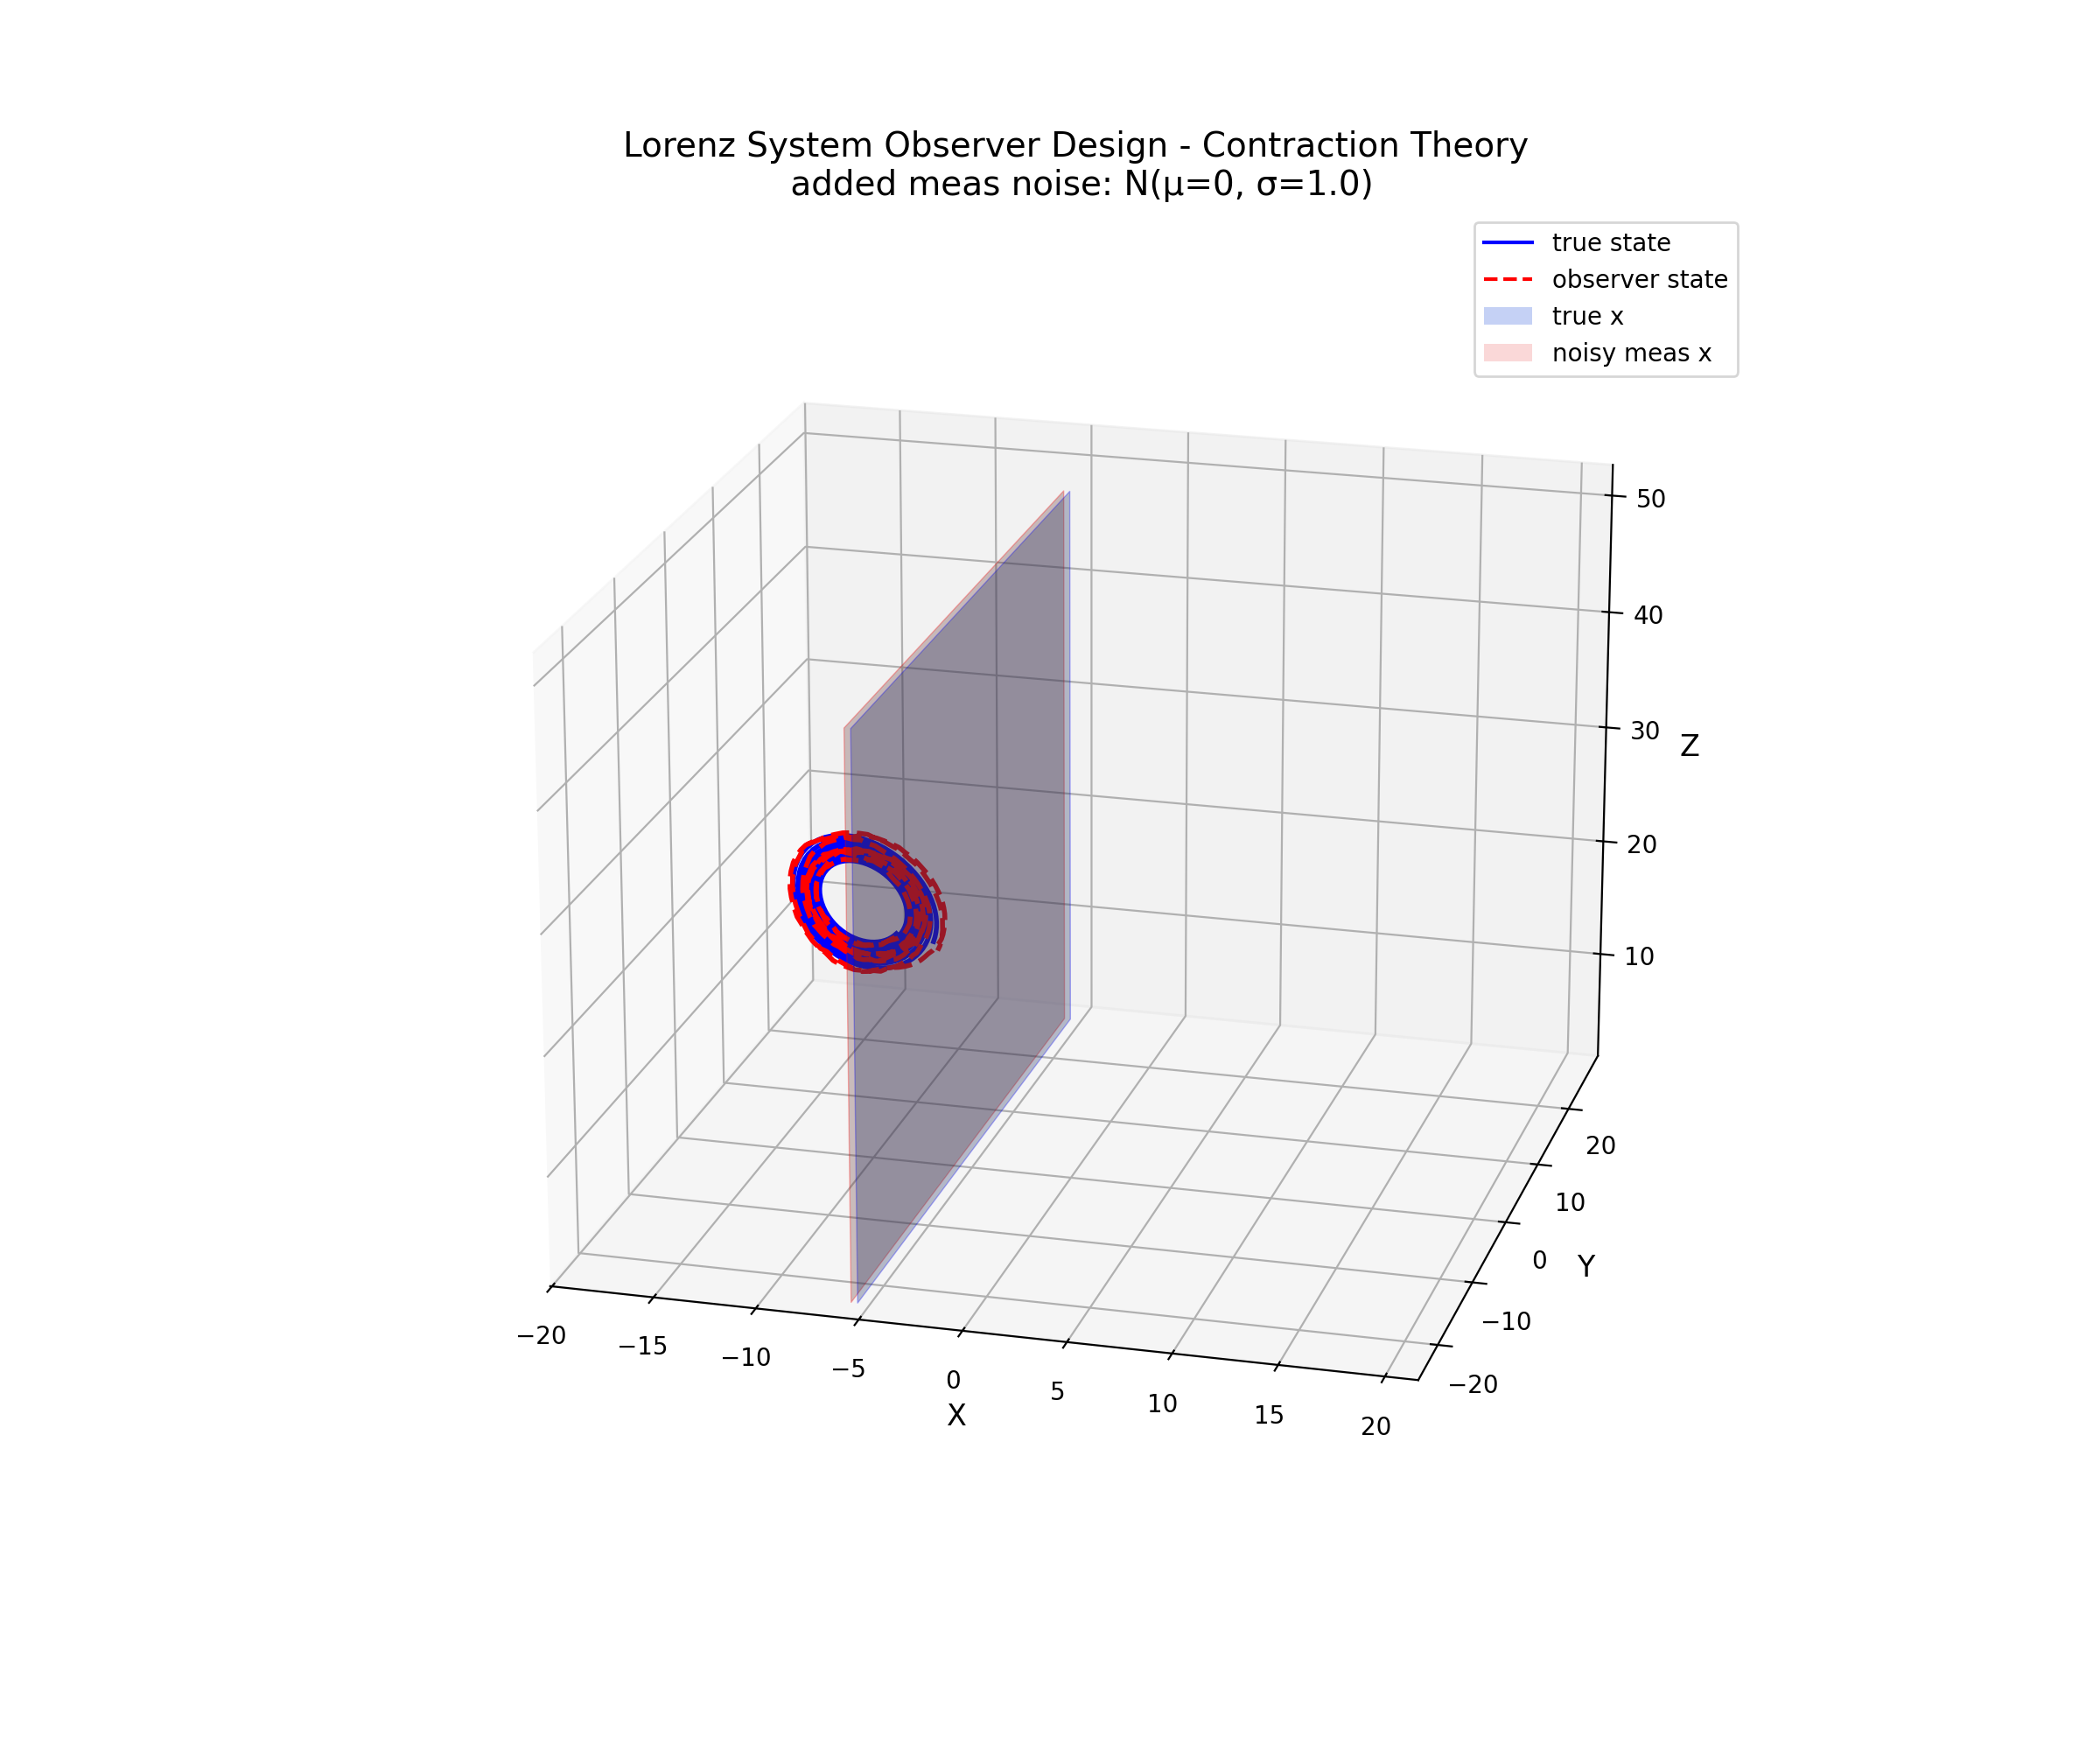 Lorenz System Observer Design - Contraction Theory
added meas noise: N(μ=0, σ=1.0)
true state
observer state
true x
noisy meas x
50
40
30
Z
20
10
20
10
0
Y
−10
−20
−20
−15
−10
−5
0
5
10
15
20
X